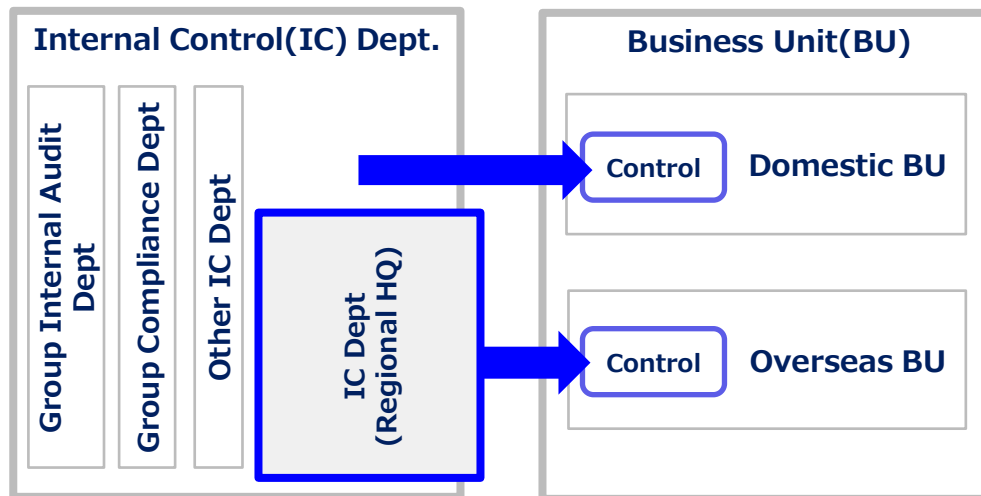 Internal Control(IC) Dept.
Group Internal Audit
Dept
Group Compliance Dept
Other IC Dept
IC Dept
(Regional HQ)
Business Unit(BU)
Control
Domestic BU
Control
Overseas BU